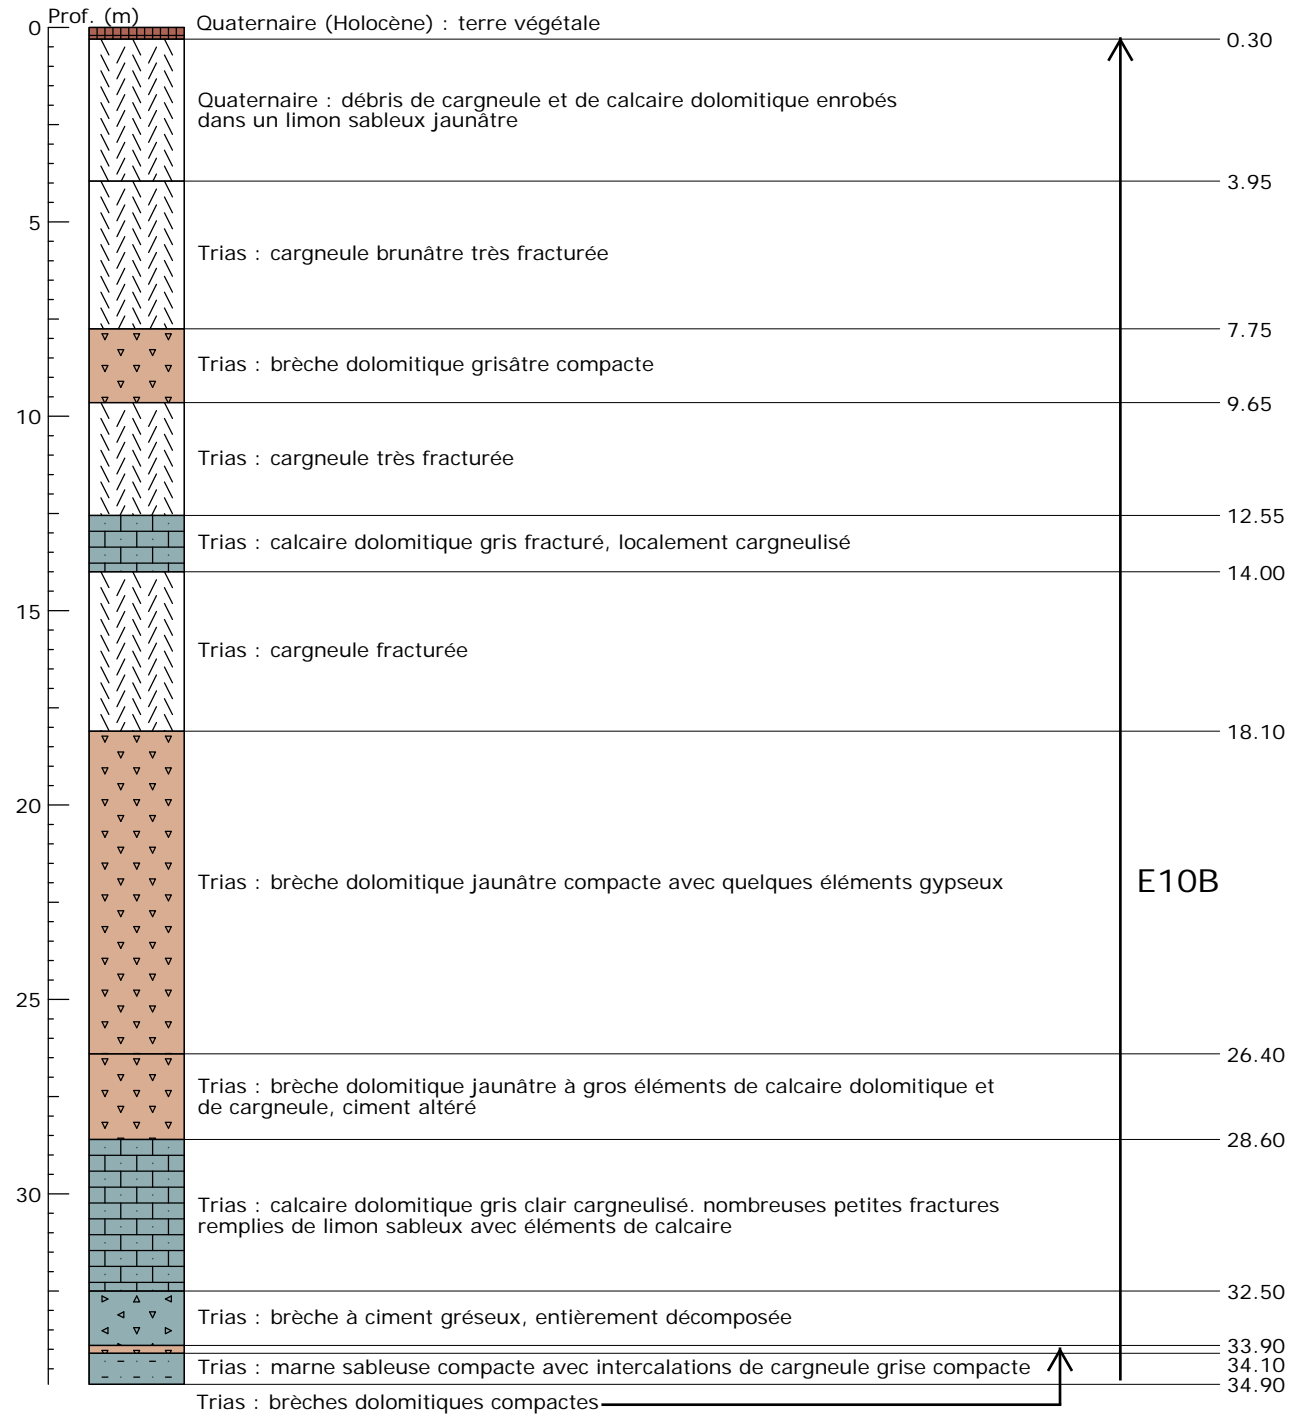 Prof. (m)
0
Quaternaire (Holocène) : terre végétale
0.30
Quaternaire : débris de cargneule et de calcaire dolomitique enrobés
dans un limon sableux jaunâtre
3.95
5
Trias : cargneule brunâtre très fracturée
7.75
Trias : brèche dolomitique grisâtre compacte
9.65
10
Trias : cargneule très fracturée
12.55
Trias : calcaire dolomitique gris fracturé, localement cargneulisé
14.00
15
Trias : cargneule fracturée
18.10
20
Trias : brèche dolomitique jaunâtre compacte avec quelques éléments gypseux
E10B
25
26.40
Trias : brèche dolomitique jaunâtre à gros éléments de calcaire dolomitique et
de cargneule, ciment altéré
28.60
30
Trias : calcaire dolomitique gris clair cargneulisé. nombreuses petites fractures
remplies de limon sableux avec éléments de calcaire
32.50
Trias : brèche à ciment gréseux, entièrement décomposée
33.90
Trias : marne sableuse compacte avec intercalations de cargneule grise compacte
34.10
34.90
Trias : brèches dolomitiques compactes